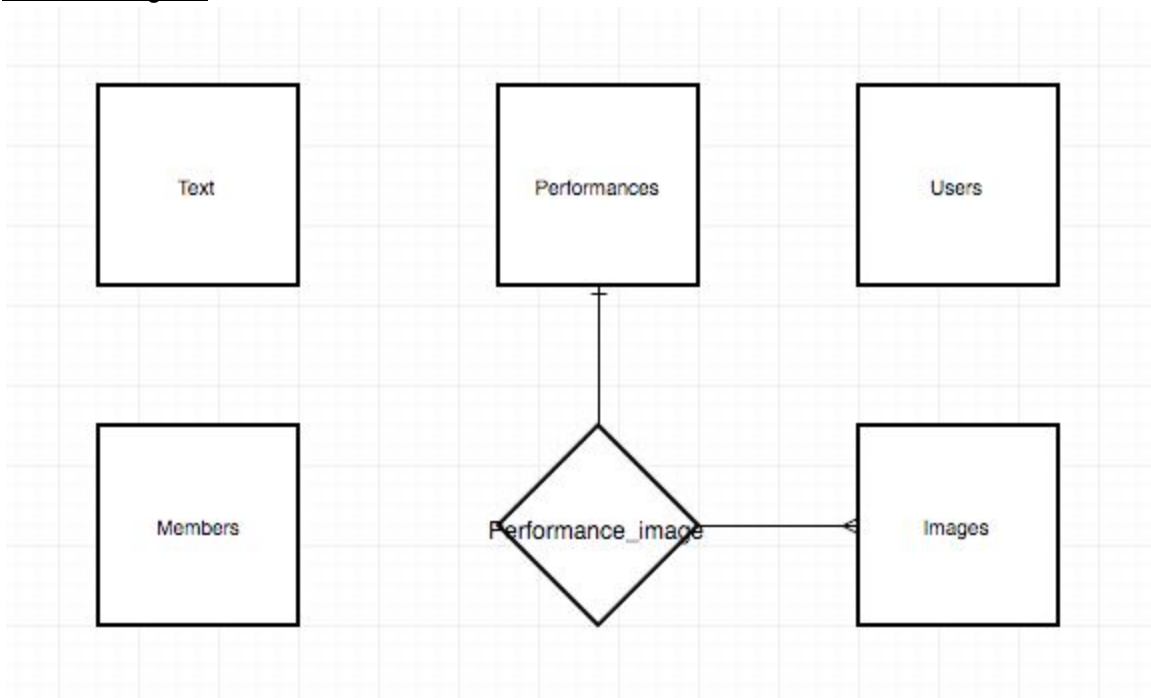 Text
Performances
Users
Members
Performance_image
Images